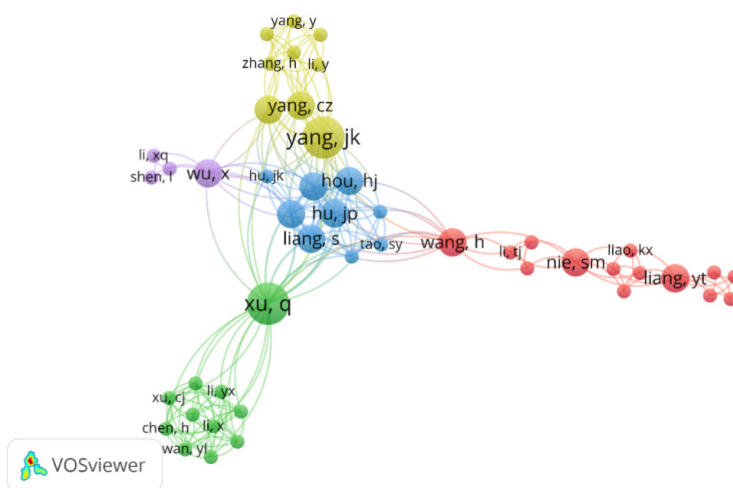 yang, y
zhang, h
li, y
yang, cz
yang, jk
li, xq
shen, l
wu, x
hu, jk
hou, hj
hu, jp
liang, s
tao, sy
wang, h
li, tj
nie, sm
liao, kx
liang, yt
xu, q
xu, cj
li, yx
chen, h
li, x
wan, yl
VOSviewer